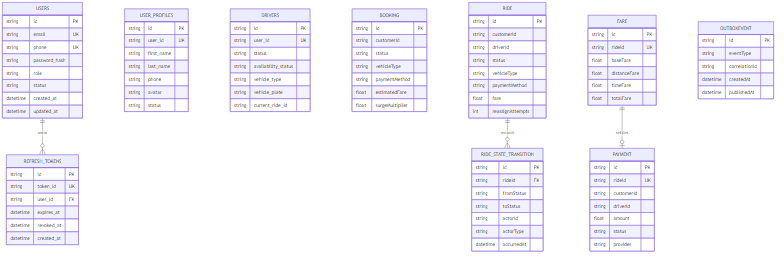 USERS
string id PK
string email UK
string phone UK
string password_hash
string role
string status
datetime created_at
datetime updated_at
REFRESH_TOKENS
string id PK
string token_id UK
string user_id FK
datetime expires_at
datetime revoked_at
datetime created_at
USER_PROFILES
string id PK
string user_id UK
string first_name
string last_name
string phone
string avatar
string status
DRIVERS
string id PK
string user_id UK
string status
string availability_status
string vehicle_type
string vehicle_plate
string current_ride_id
BOOKING
string id PK
string customerId
string status
string vehicleType
string paymentMethod
float estimatedFare
float surgeMultiplier
RIDE
string id PK
string customerId
string driverId
string status
string vehicleType
string paymentMethod
float fare
int reassignAttempts
records
RIDE_STATE_TRANSITION
string id PK
string rideId FK
string fromStatus
string toStatus
string actorId
string actorType
datetime occurredAt
FARE
string id PK
string rideId UK
float baseFare
float distanceFare
float timeFare
float totalFare
PAYMENT
string id PK
string rideId UK
string customerId
string driverId
float amount
string status
string provider
OUTBOXEVENT
string id PK
string eventType
string correlationId
datetime createdAt
datetime publishedAt